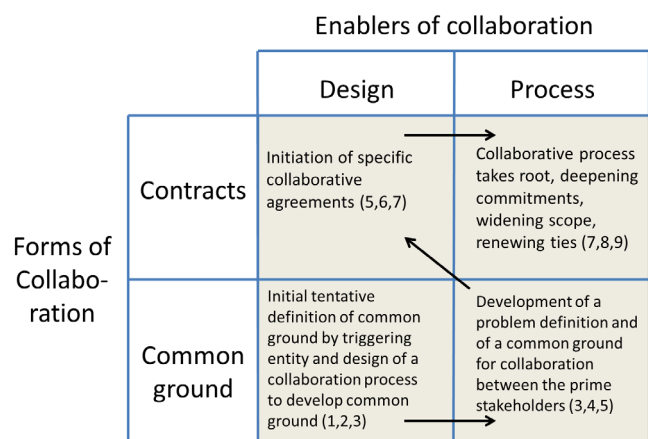 Enablers of collaboration
Design
Process
Forms of
Collabo-
ration
Contracts
Initiation of specific
collaborative
agreements (5,6,7)
Collaborative process
takes root, deepening
commitments,
widening scope,
renewing ties (7,8,9)
Common
ground
Initial tentative
definition of common
ground by triggering
entity and design of a
collaboration process
to develop common
ground (1,2,3)
Development of a
problem definition and
of a common ground
for collaboration
between the prime
stakeholders (3,4,5)